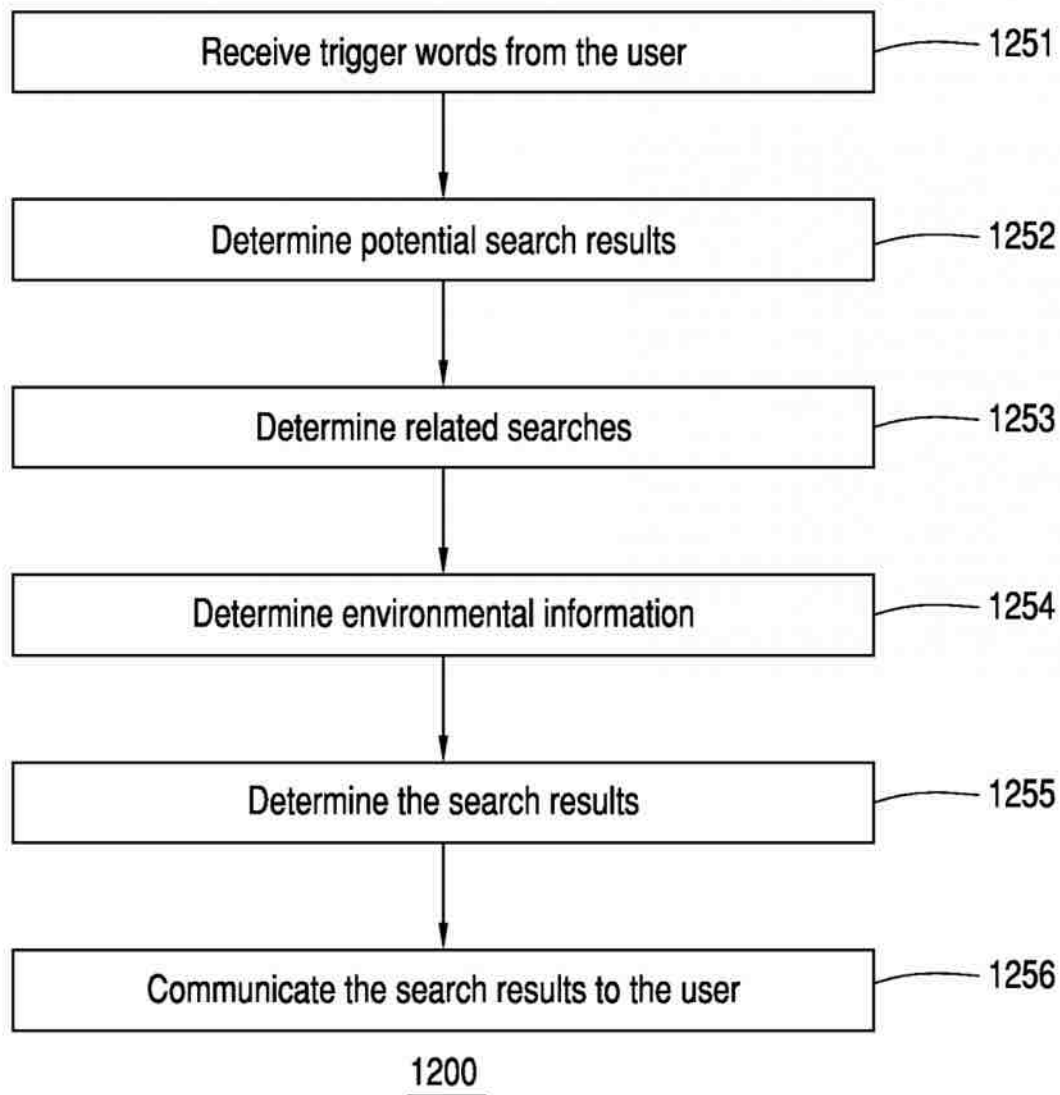 Receive trigger words from the user 1251
Determine potential search results 1252
Determine related searches 1253
Determine environmental information 1254
Determine the search results 1255
Communicate the search results to the user 1256
1200